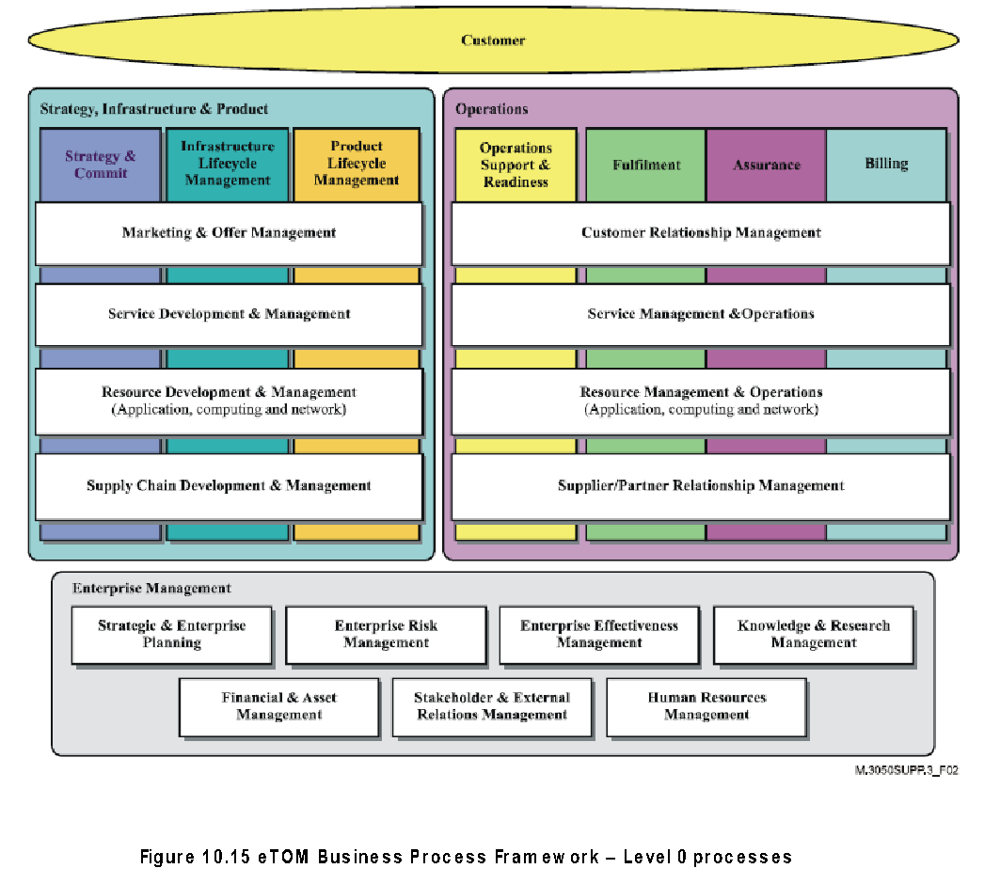 Customer
Strategy, Infrastructure & Product
Strategy &
Commit
Infrastructure
Lifecycle
Management
Product
Lifecycle
Management
Marketing & Offer Management
Service Development & Management
Resource Development & Management
(Application, computing and network)
Supply Chain Development & Management
Operations
Operations
Support &
Readiness
Fulfilment
Assurance
Billing
Customer Relationship Management
Service Management &Operations
Resource Management & Operations
(Application, computing and network)
Supplier/Partner Relationship Management
Enterprise Management
Strategic & Enterprise
Planning
Enterprise Risk
Management
Enterprise Effectiveness
Management
Knowledge & Research
Management
Financial & Asset
Management
Stakeholder & External
Relations Management
Human Resources
Management
M.3050SUPP.3_F02
Figure 10.15 eTOM Business Process Framework – Level 0 processes